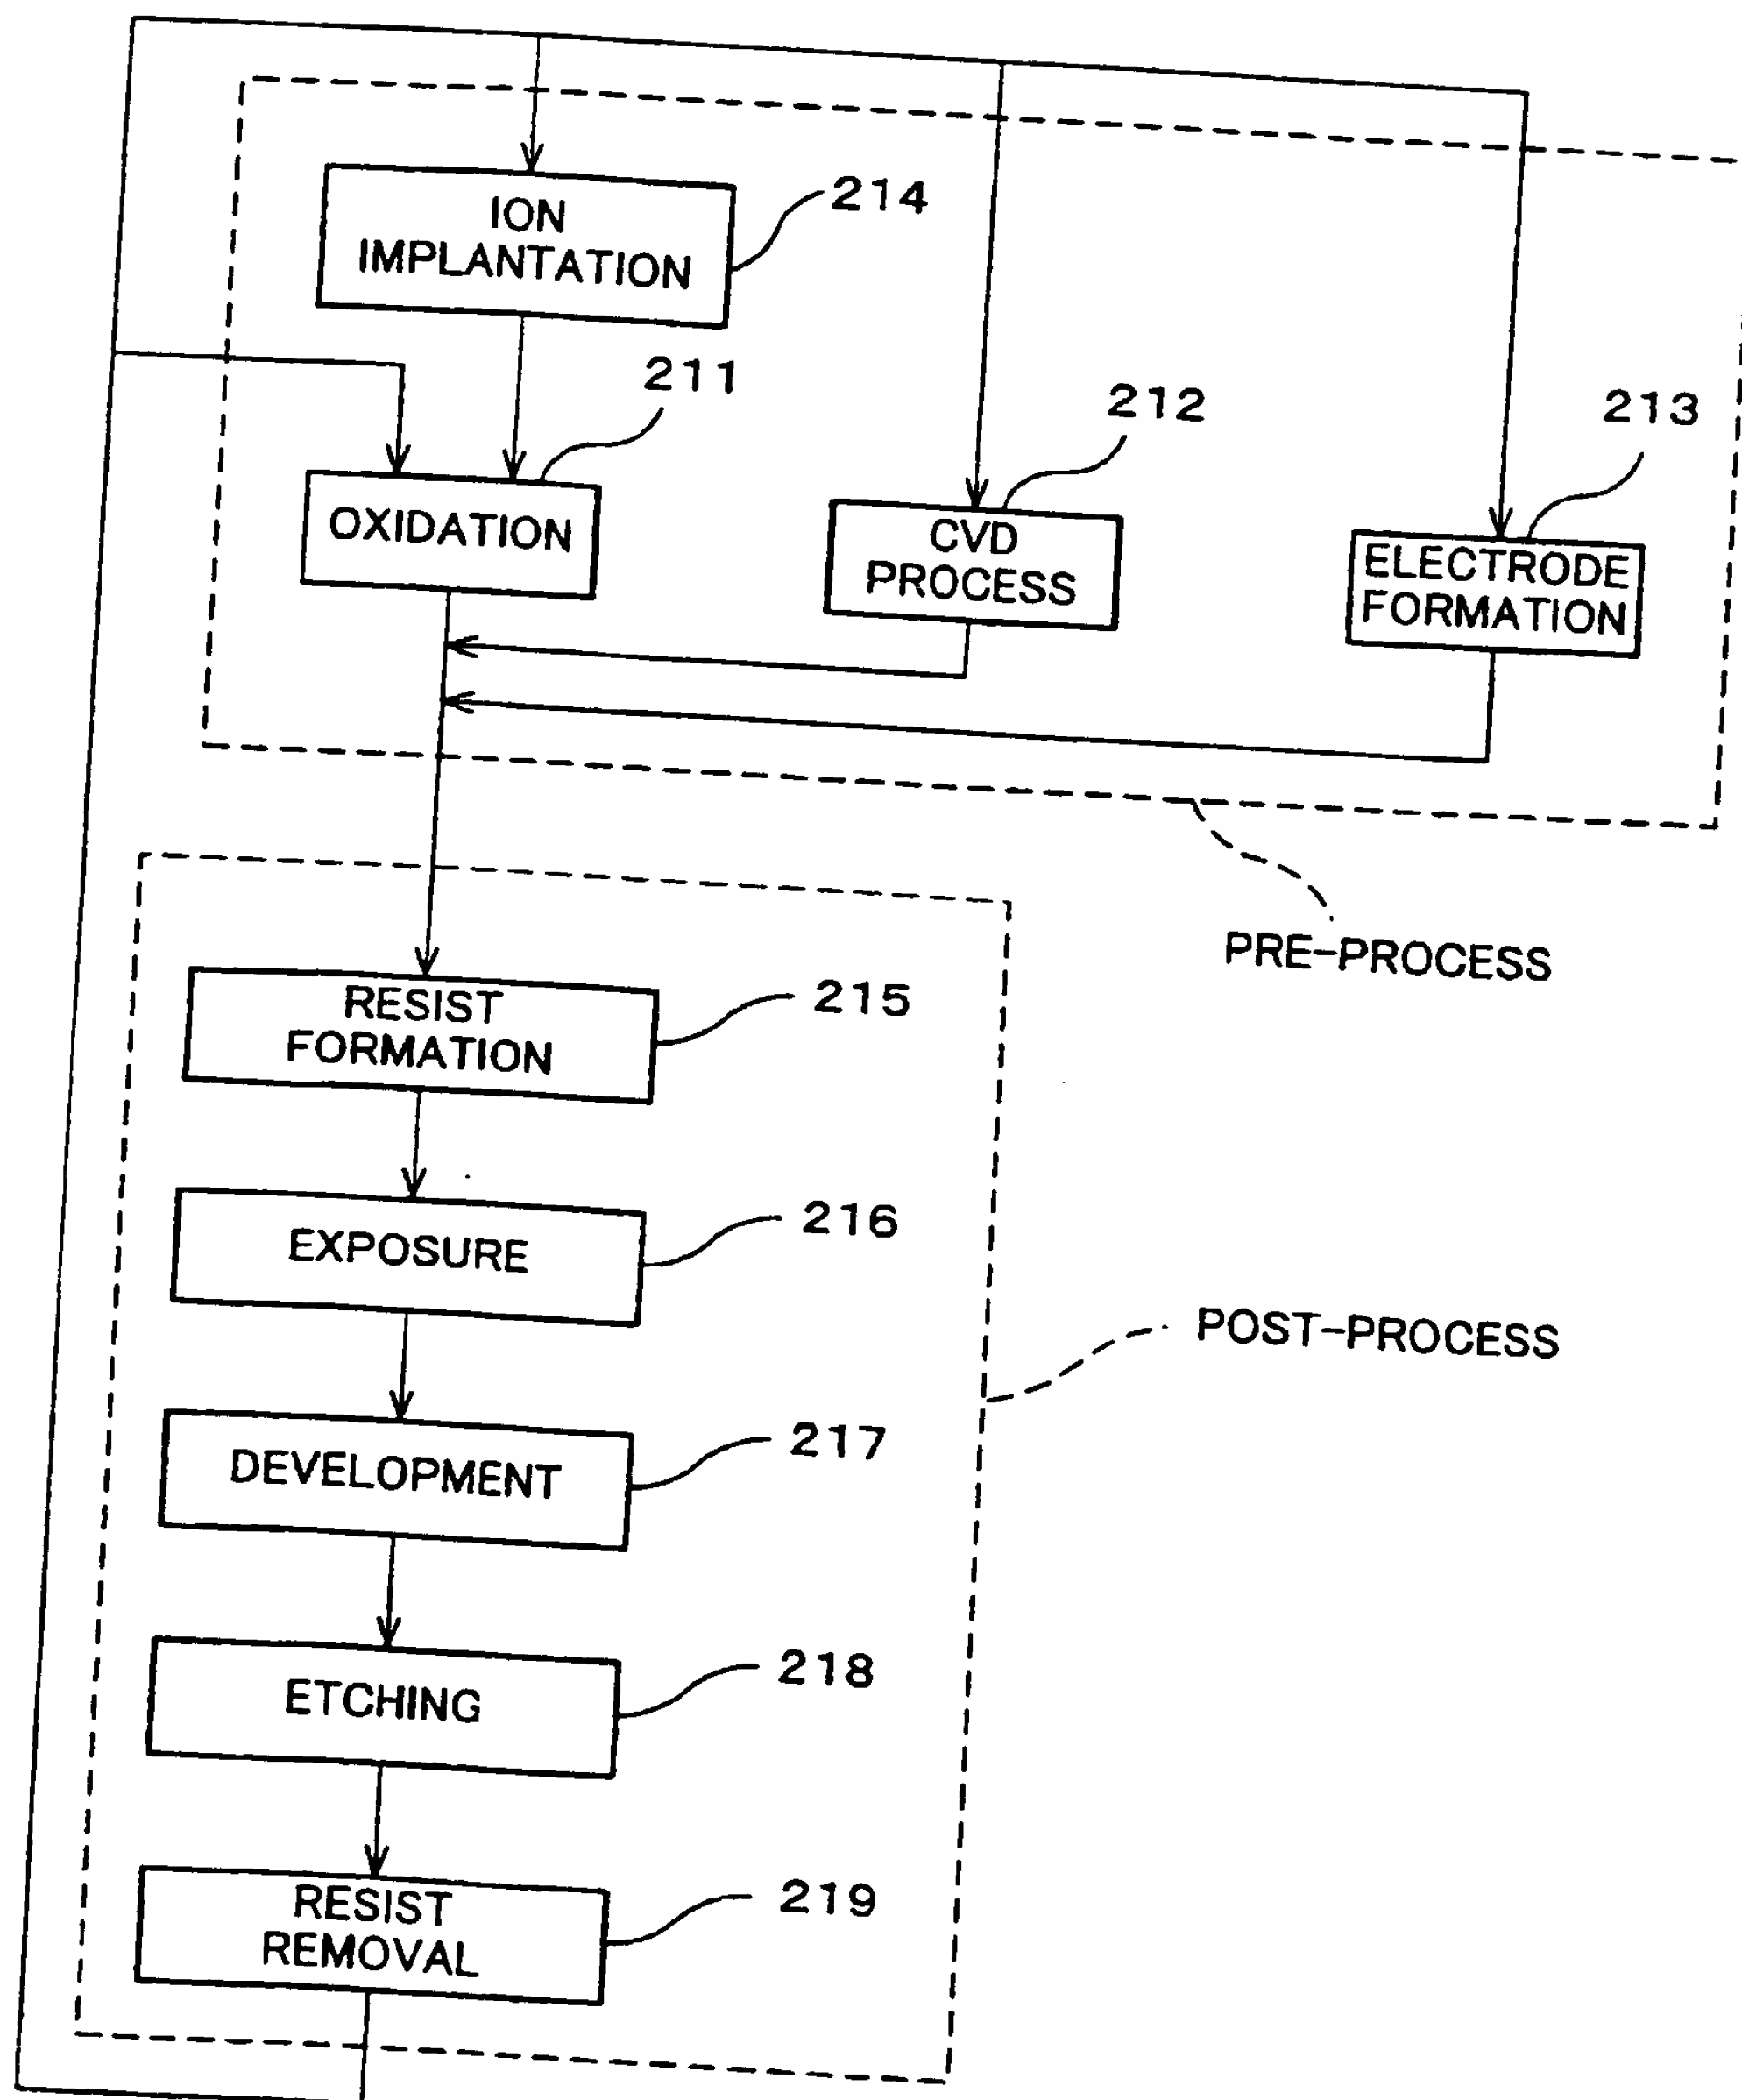 ION
IMPLANTATION
214
211
212
213
OXIDATION
CVD
PROCESS
ELECTRODE
FORMATION
PRE-PROCESS
RESIST
FORMATION
215
EXPOSURE
216
POST-PROCESS
DEVELOPMENT
217
ETCHING
218
RESIST
REMOVAL
219